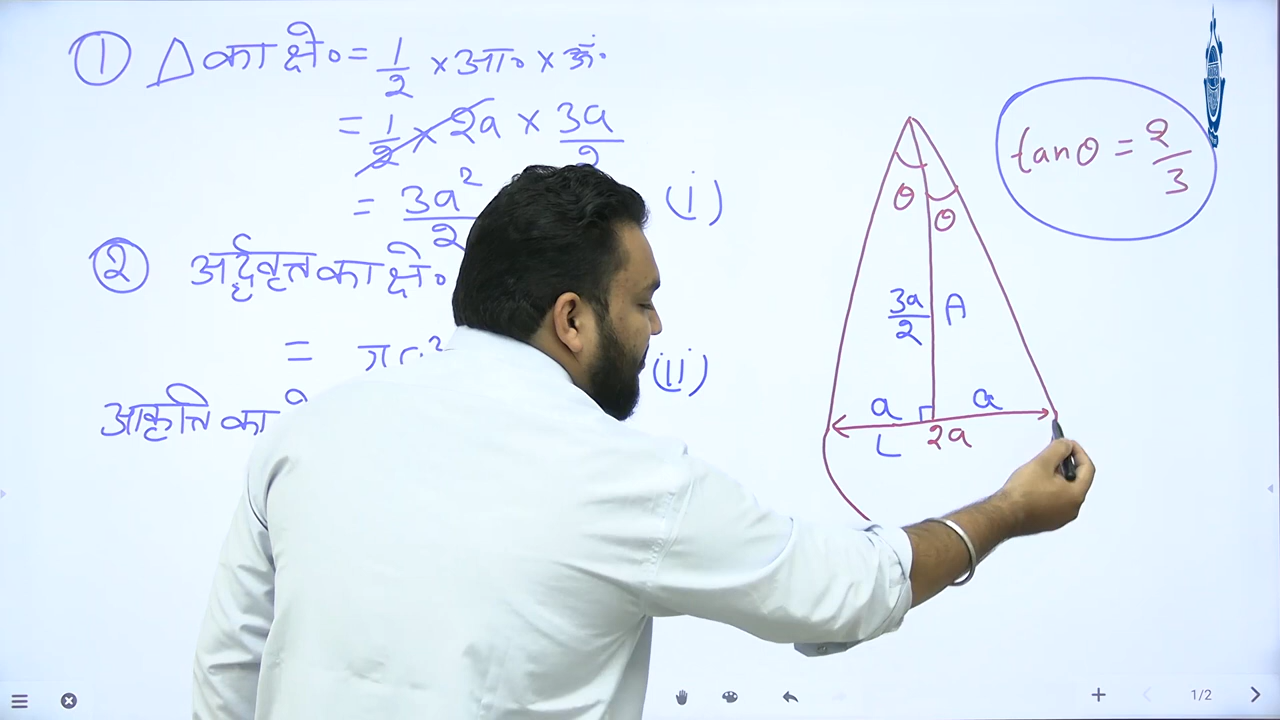 ① △ का क्षे० = 1/2 × आ० × ऊँ०
= 1/2 × 2a × 3a/2
= 3a²/2 (i)
② अर्द्धवृत्त का क्षे०
= πr²
(ii)
आकृति का
tanθ = 2/3
θ
θ
3a/2 A
a a
L 2a
1/2